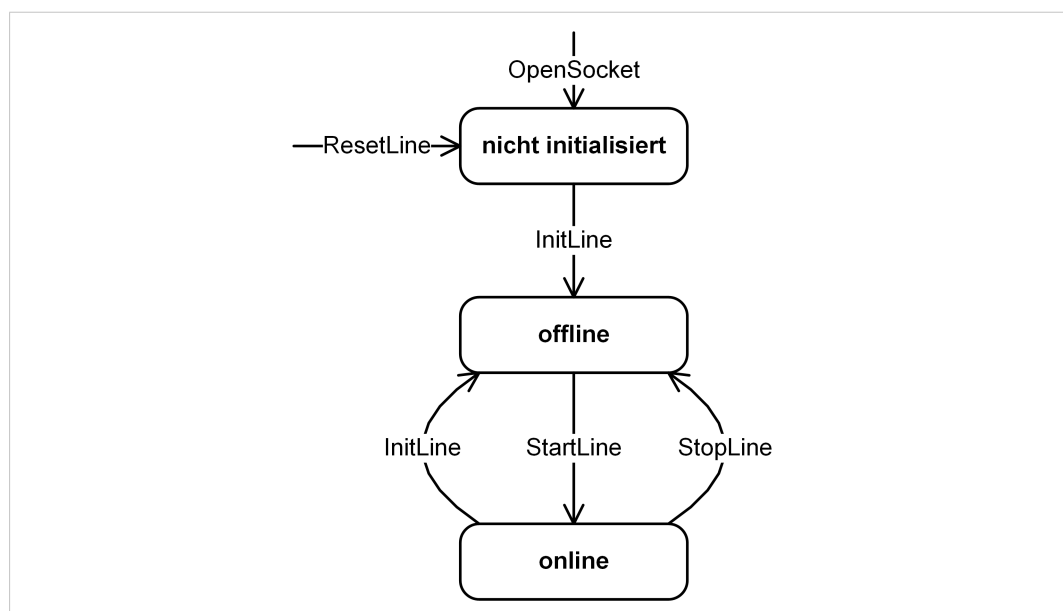 OpenSocket
ResetLine
nicht initialisiert
InitLine
offline
InitLine
StartLine
StopLine
online